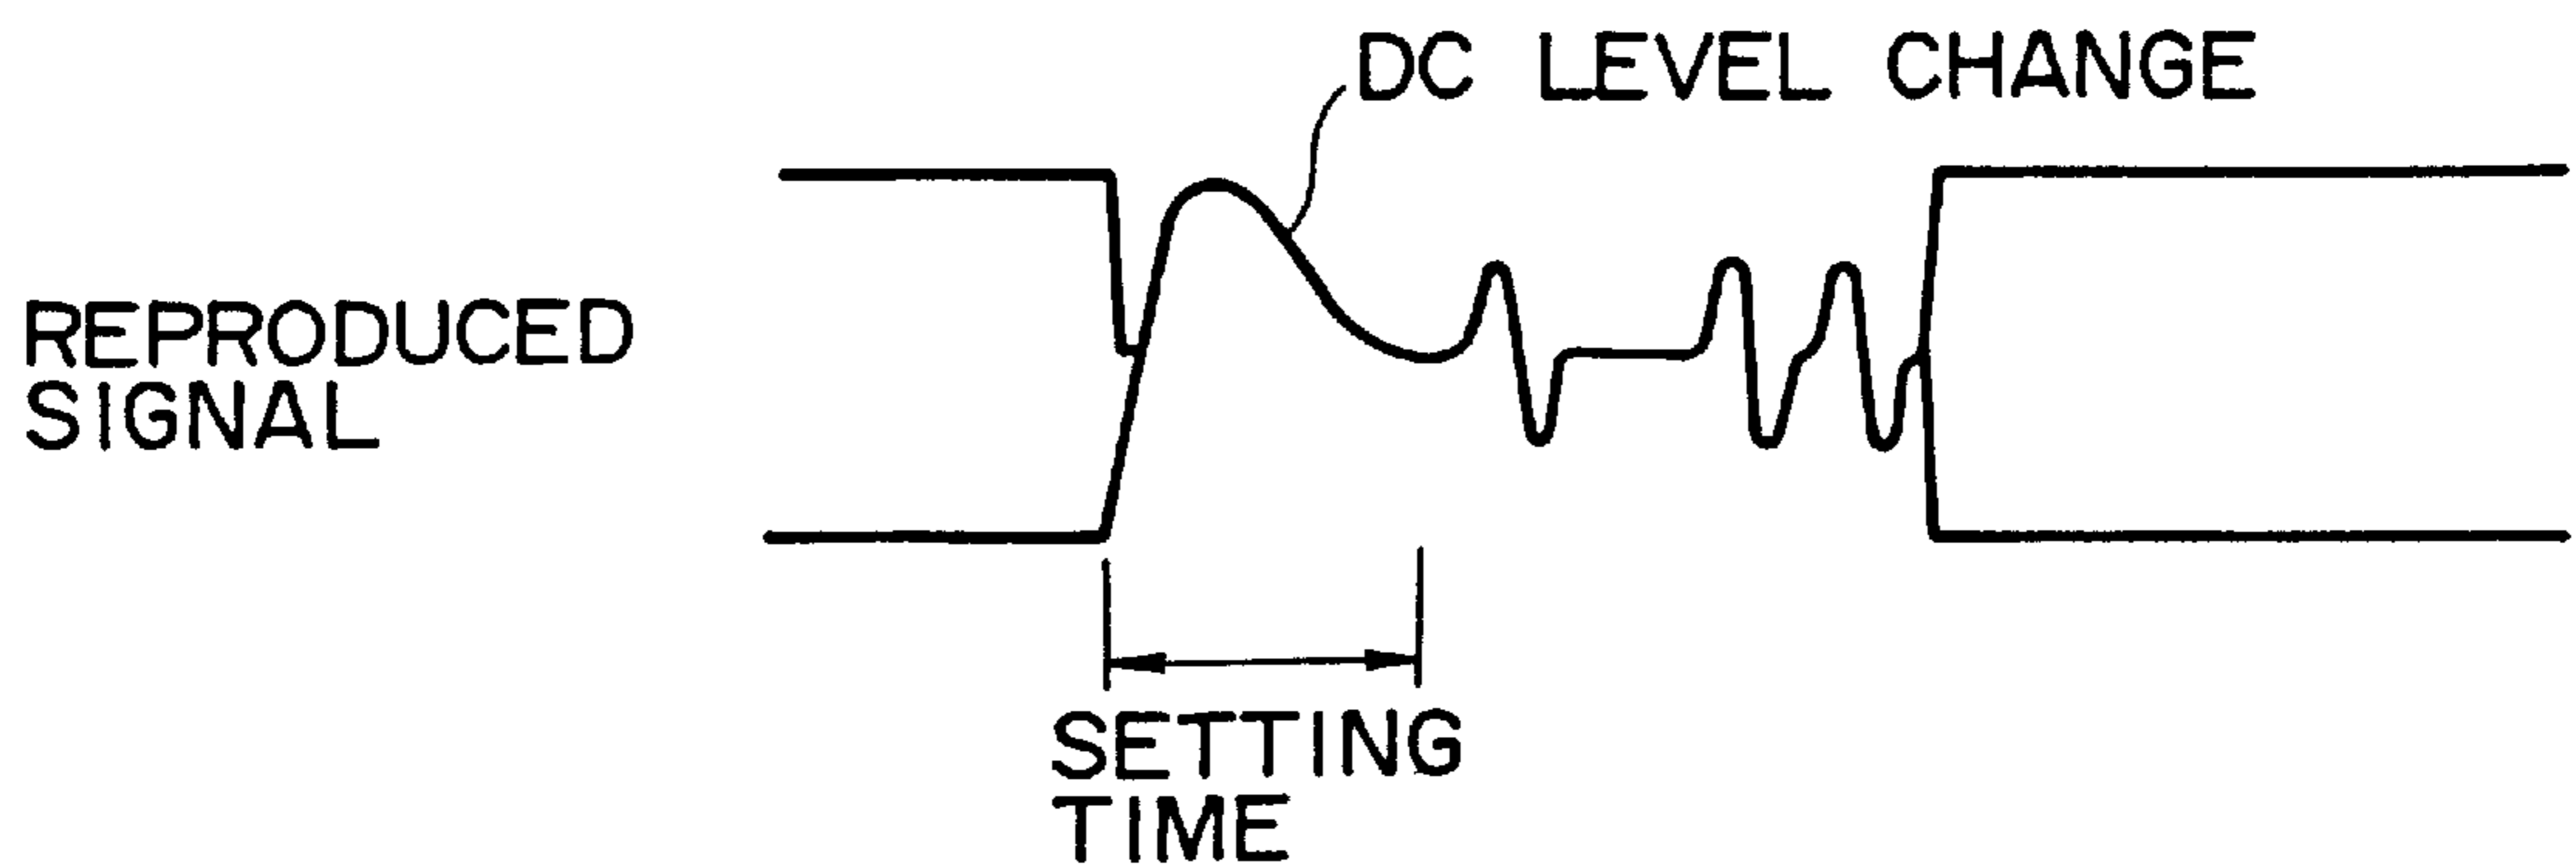 DC LEVEL CHANGE
REPRODUCED
SIGNAL
SETTING
TIME